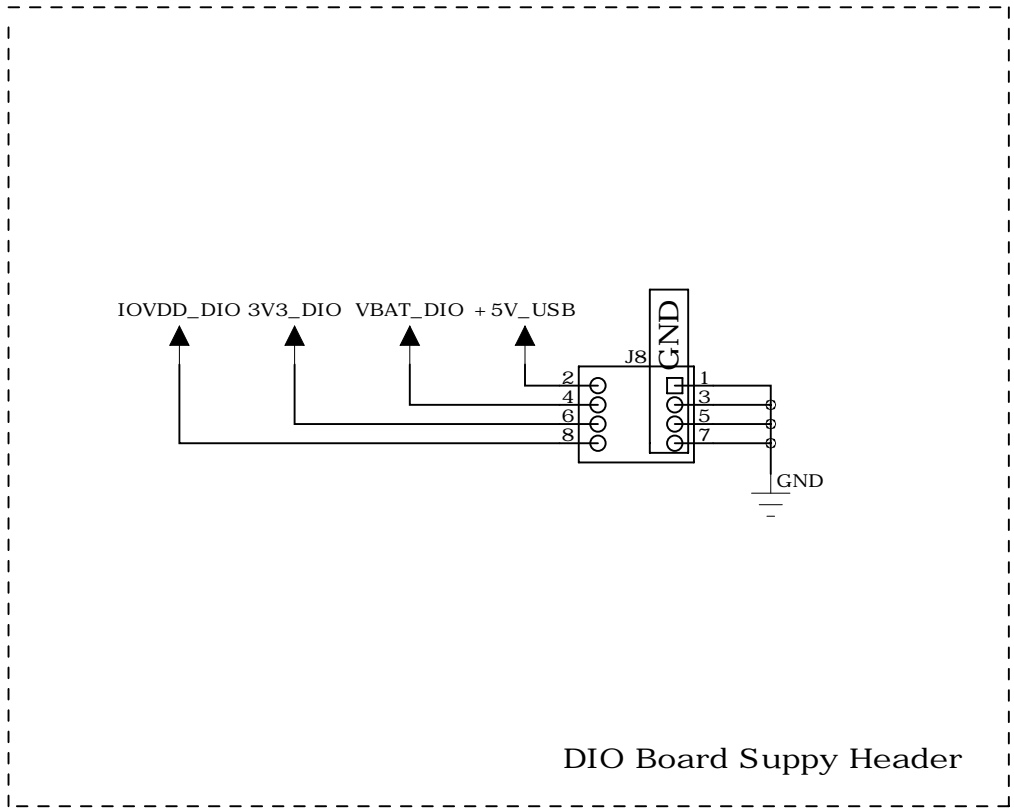 IOVDD_DIO 3V3_DIO VBAT_DIO +5V_USB
GND
J8
2 1
4 3
6 5
8 7
GND
DIO Board Suppy Header